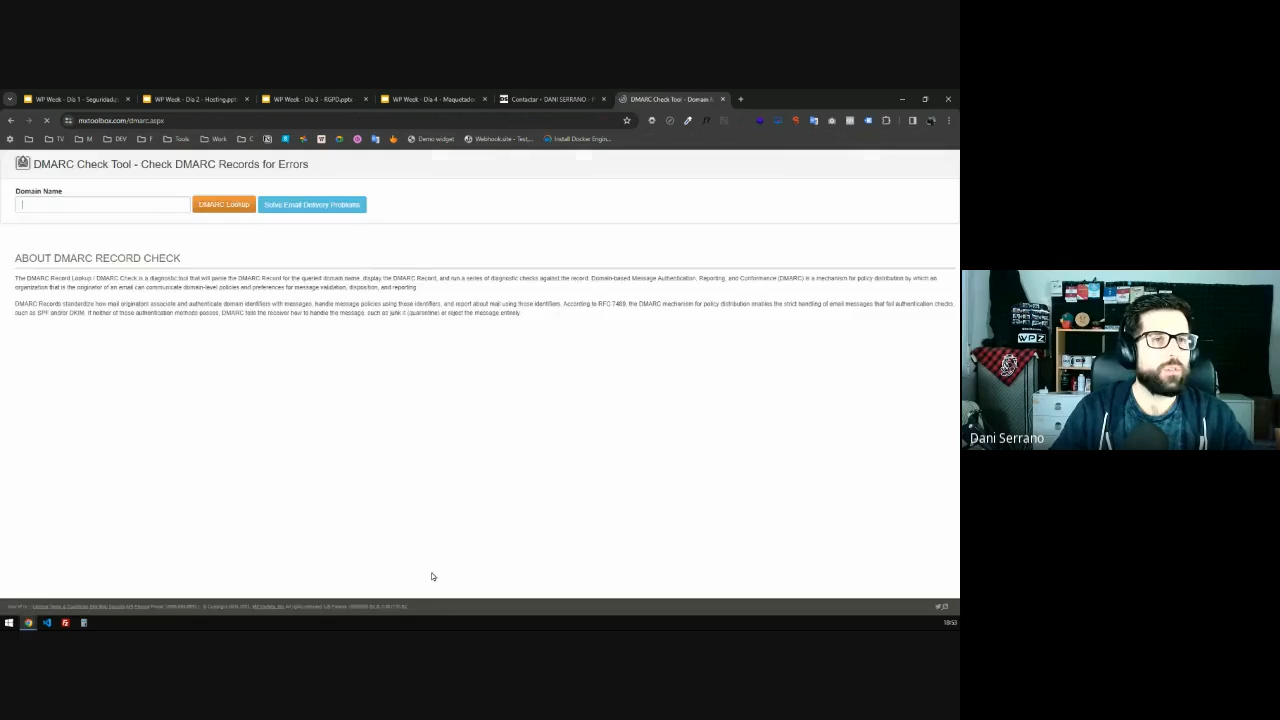 WP Week - Día 1 - Seguridad.p
WP Week - Día 2 - Hosting.ppt
WP Week - Día 3 - RGPD.pptx
WP Week - Día 4 - Maquetado
Contactar • DANI SERRANO - F
DMARC Check Tool - Domain M
mxtoolbox.com/dmarc.aspx
TV
M
DEV
F
Tools
Work
C
Demo widget
Webhook.site - Test,...
Install Docker Engin...
DMARC Check Tool - Check DMARC Records for Errors
Domain Name
DMARC Lookup
Solve Email Delivery Problems
ABOUT DMARC RECORD CHECK
The DMARC Record Lookup / DMARC Check is a diagnostic tool that will parse the DMARC Record for the queried domain name, display the DMARC Record, and run a series of diagnostic checks against the record. Domain-based Message Authentication, Reporting, and Conformance (DMARC) is a mechanism for policy distribution by which an
organization that is the originator of an email can communicate domain-level policies and preferences for message validation, disposition, and reporting.
DMARC Records standardize how mail originators associate and authenticate domain identifiers with messages, handle message policies using those identifiers, and report about mail using those identifiers. According to RFC 7489, the DMARC mechanism for policy distribution enables the strict handling of email messages that fail authentication checks,
such as SPF and/or DKIM. If neither of those authentication methods passes, DMARC tells the receiver how to handle the message, such as junk it (quarantine) or reject the message entirely.
18:53
WPZ
Dani Serrano